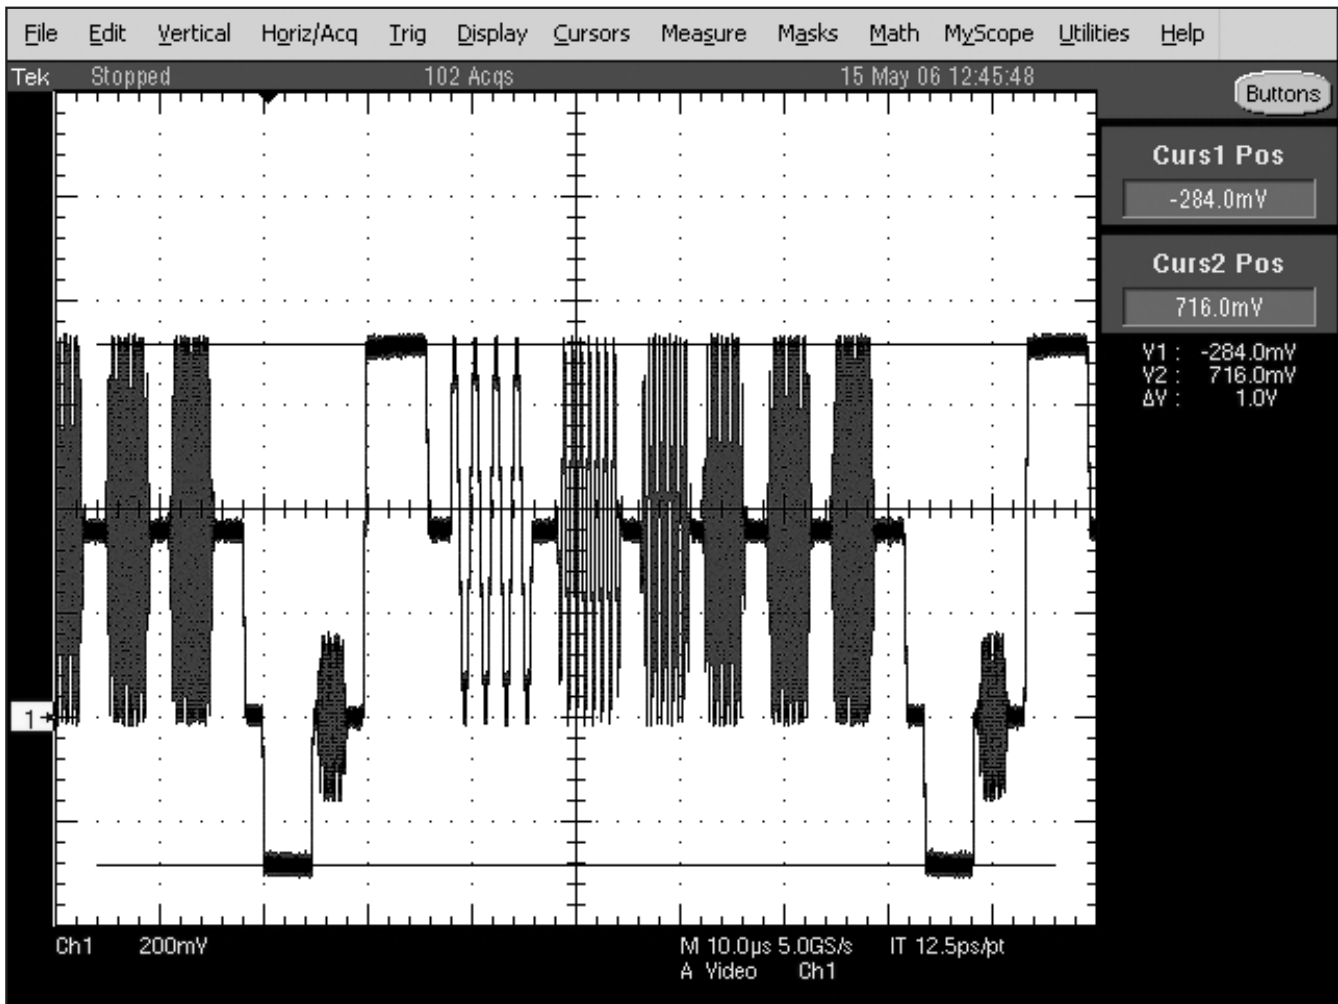 File Edit Vertical Horiz/Acq Trig Display Cursors Measure Masks Math MyScope Utilities Help
Tek Stopped 102 Acqs 15 May 06 12:45:48
Buttons
Curs1 Pos
-284.0mV
Curs2 Pos
716.0mV
V1 : -284.0mV
V2 : 716.0mV
ΔV : 1.0V
1
Ch1 200mV M 10.0µs 5.0GS/s IT 12.5ps/pt
A Video Ch1